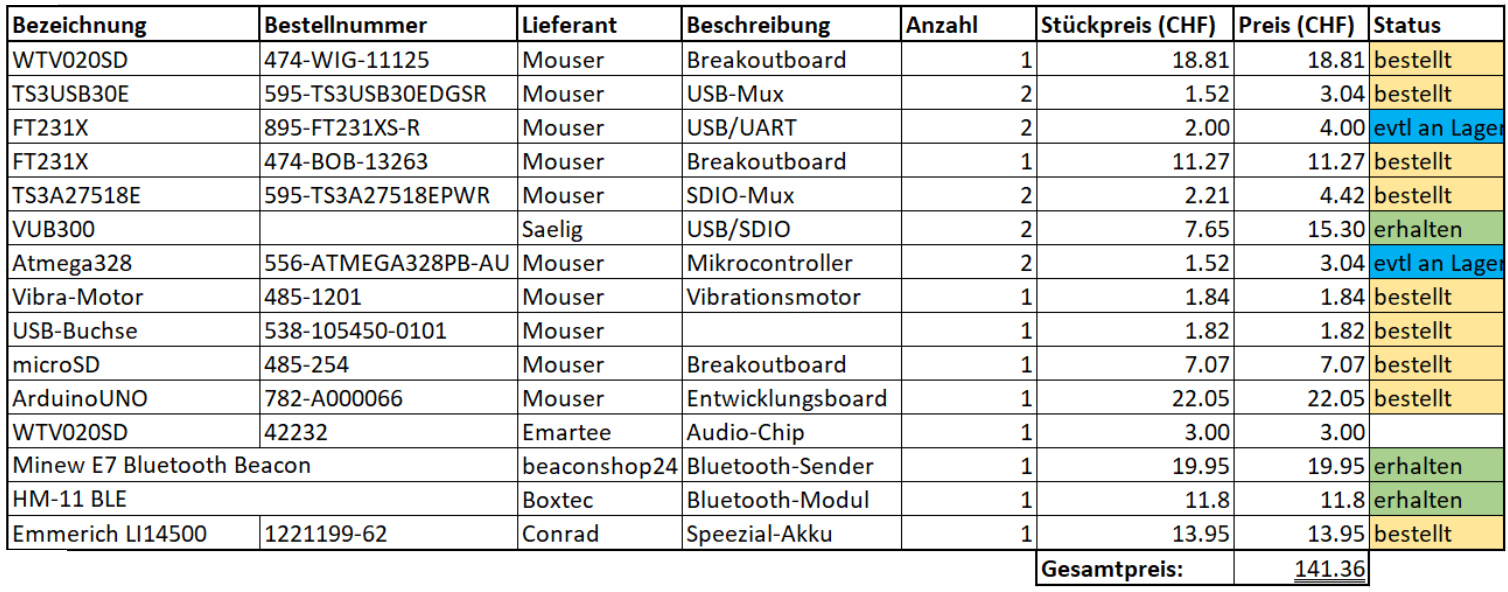 Bezeichnung Bestellnummer Lieferant Beschreibung Anzahl Stückpreis (CHF) Preis (CHF) Status
WTV020SD 474-WIG-11125 Mouser Breakoutboard 1 18.81 18.81 bestellt
TS3USB30E 595-TS3USB30EDGSR Mouser USB-Mux 2 1.52 3.04 bestellt
FT231X 895-FT231XS-R Mouser USB/UART 2 2.00 4.00 evtl an Lager
FT231X 474-BOB-13263 Mouser Breakoutboard 1 11.27 11.27 bestellt
TS3A27518E 595-TS3A27518EPWR Mouser SDIO-Mux 2 2.21 4.42 bestellt
VUB300 Saelig USB/SDIO 2 7.65 15.30 erhalten
Atmega328 556-ATMEGA328PB-AU Mouser Mikrocontroller 2 1.52 3.04 evtl an Lager
Vibra-Motor 485-1201 Mouser Vibrationsmotor 1 1.84 1.84 bestellt
USB-Buchse 538-105450-0101 Mouser 1 1.82 1.82 bestellt
microSD 485-254 Mouser Breakoutboard 1 7.07 7.07 bestellt
ArduinoUNO 782-A000066 Mouser Entwicklungsboard 1 22.05 22.05 bestellt
WTV020SD 42232 Emartee Audio-Chip 1 3.00 3.00
Minew E7 Bluetooth Beacon beaconshop24 Bluetooth-Sender 1 19.95 19.95 erhalten
HM-11 BLE Boxtec Bluetooth-Modul 1 11.8 11.8 erhalten
Emmerich LI14500 1221199-62 Conrad Speezial-Akku 1 13.95 13.95 bestellt
Gesamtpreis: 141.36